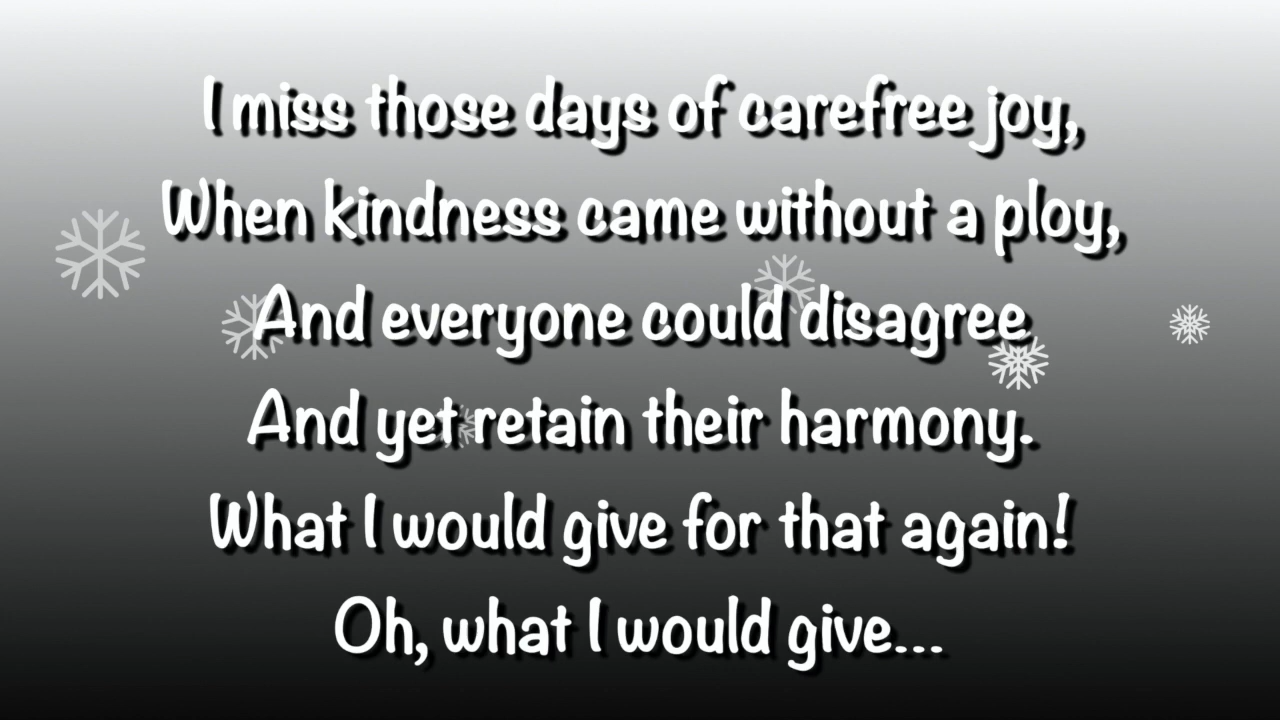 I miss those days of carefree joy,
When kindness came without a ploy,
And everyone could disagree
And yet retain their harmony.
What I would give for that again!
Oh, what I would give...